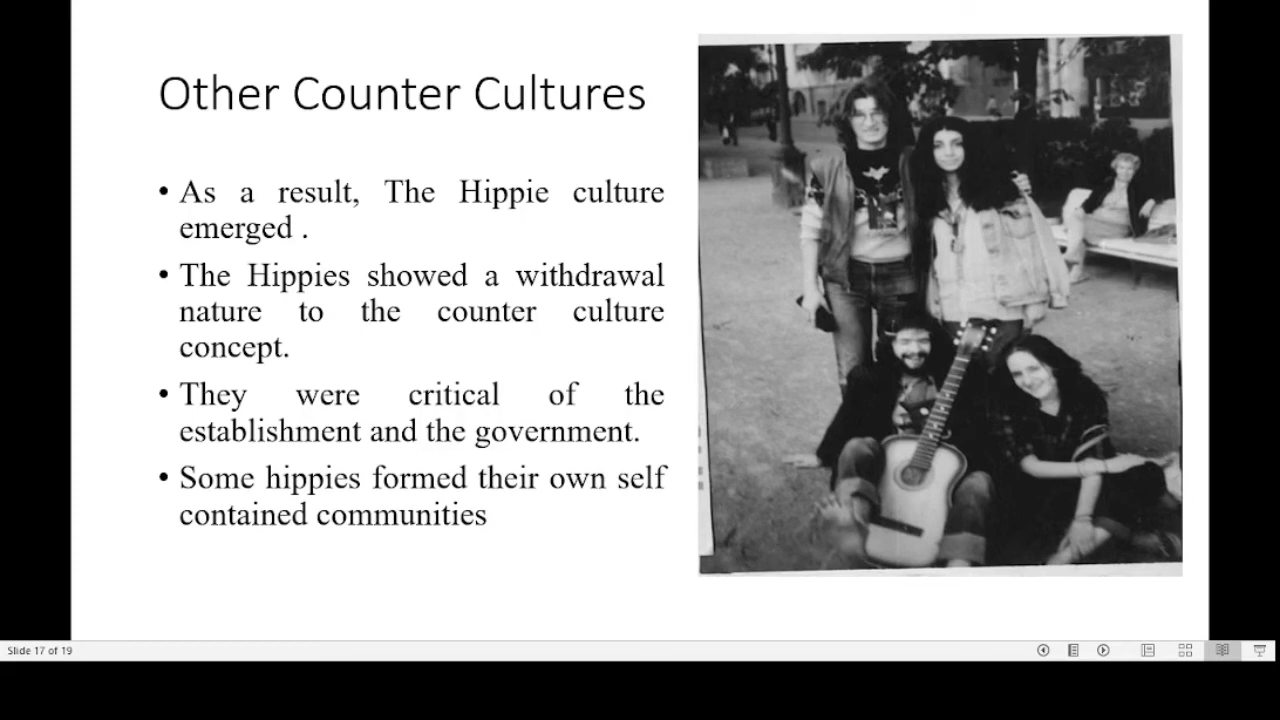 Other Counter Cultures
• As a result, The Hippie culture
emerged .
• The Hippies showed a withdrawal
nature to the counter culture
concept.
• They were critical of the
establishment and the government.
• Some hippies formed their own self
contained communities
Slide 17 of 19